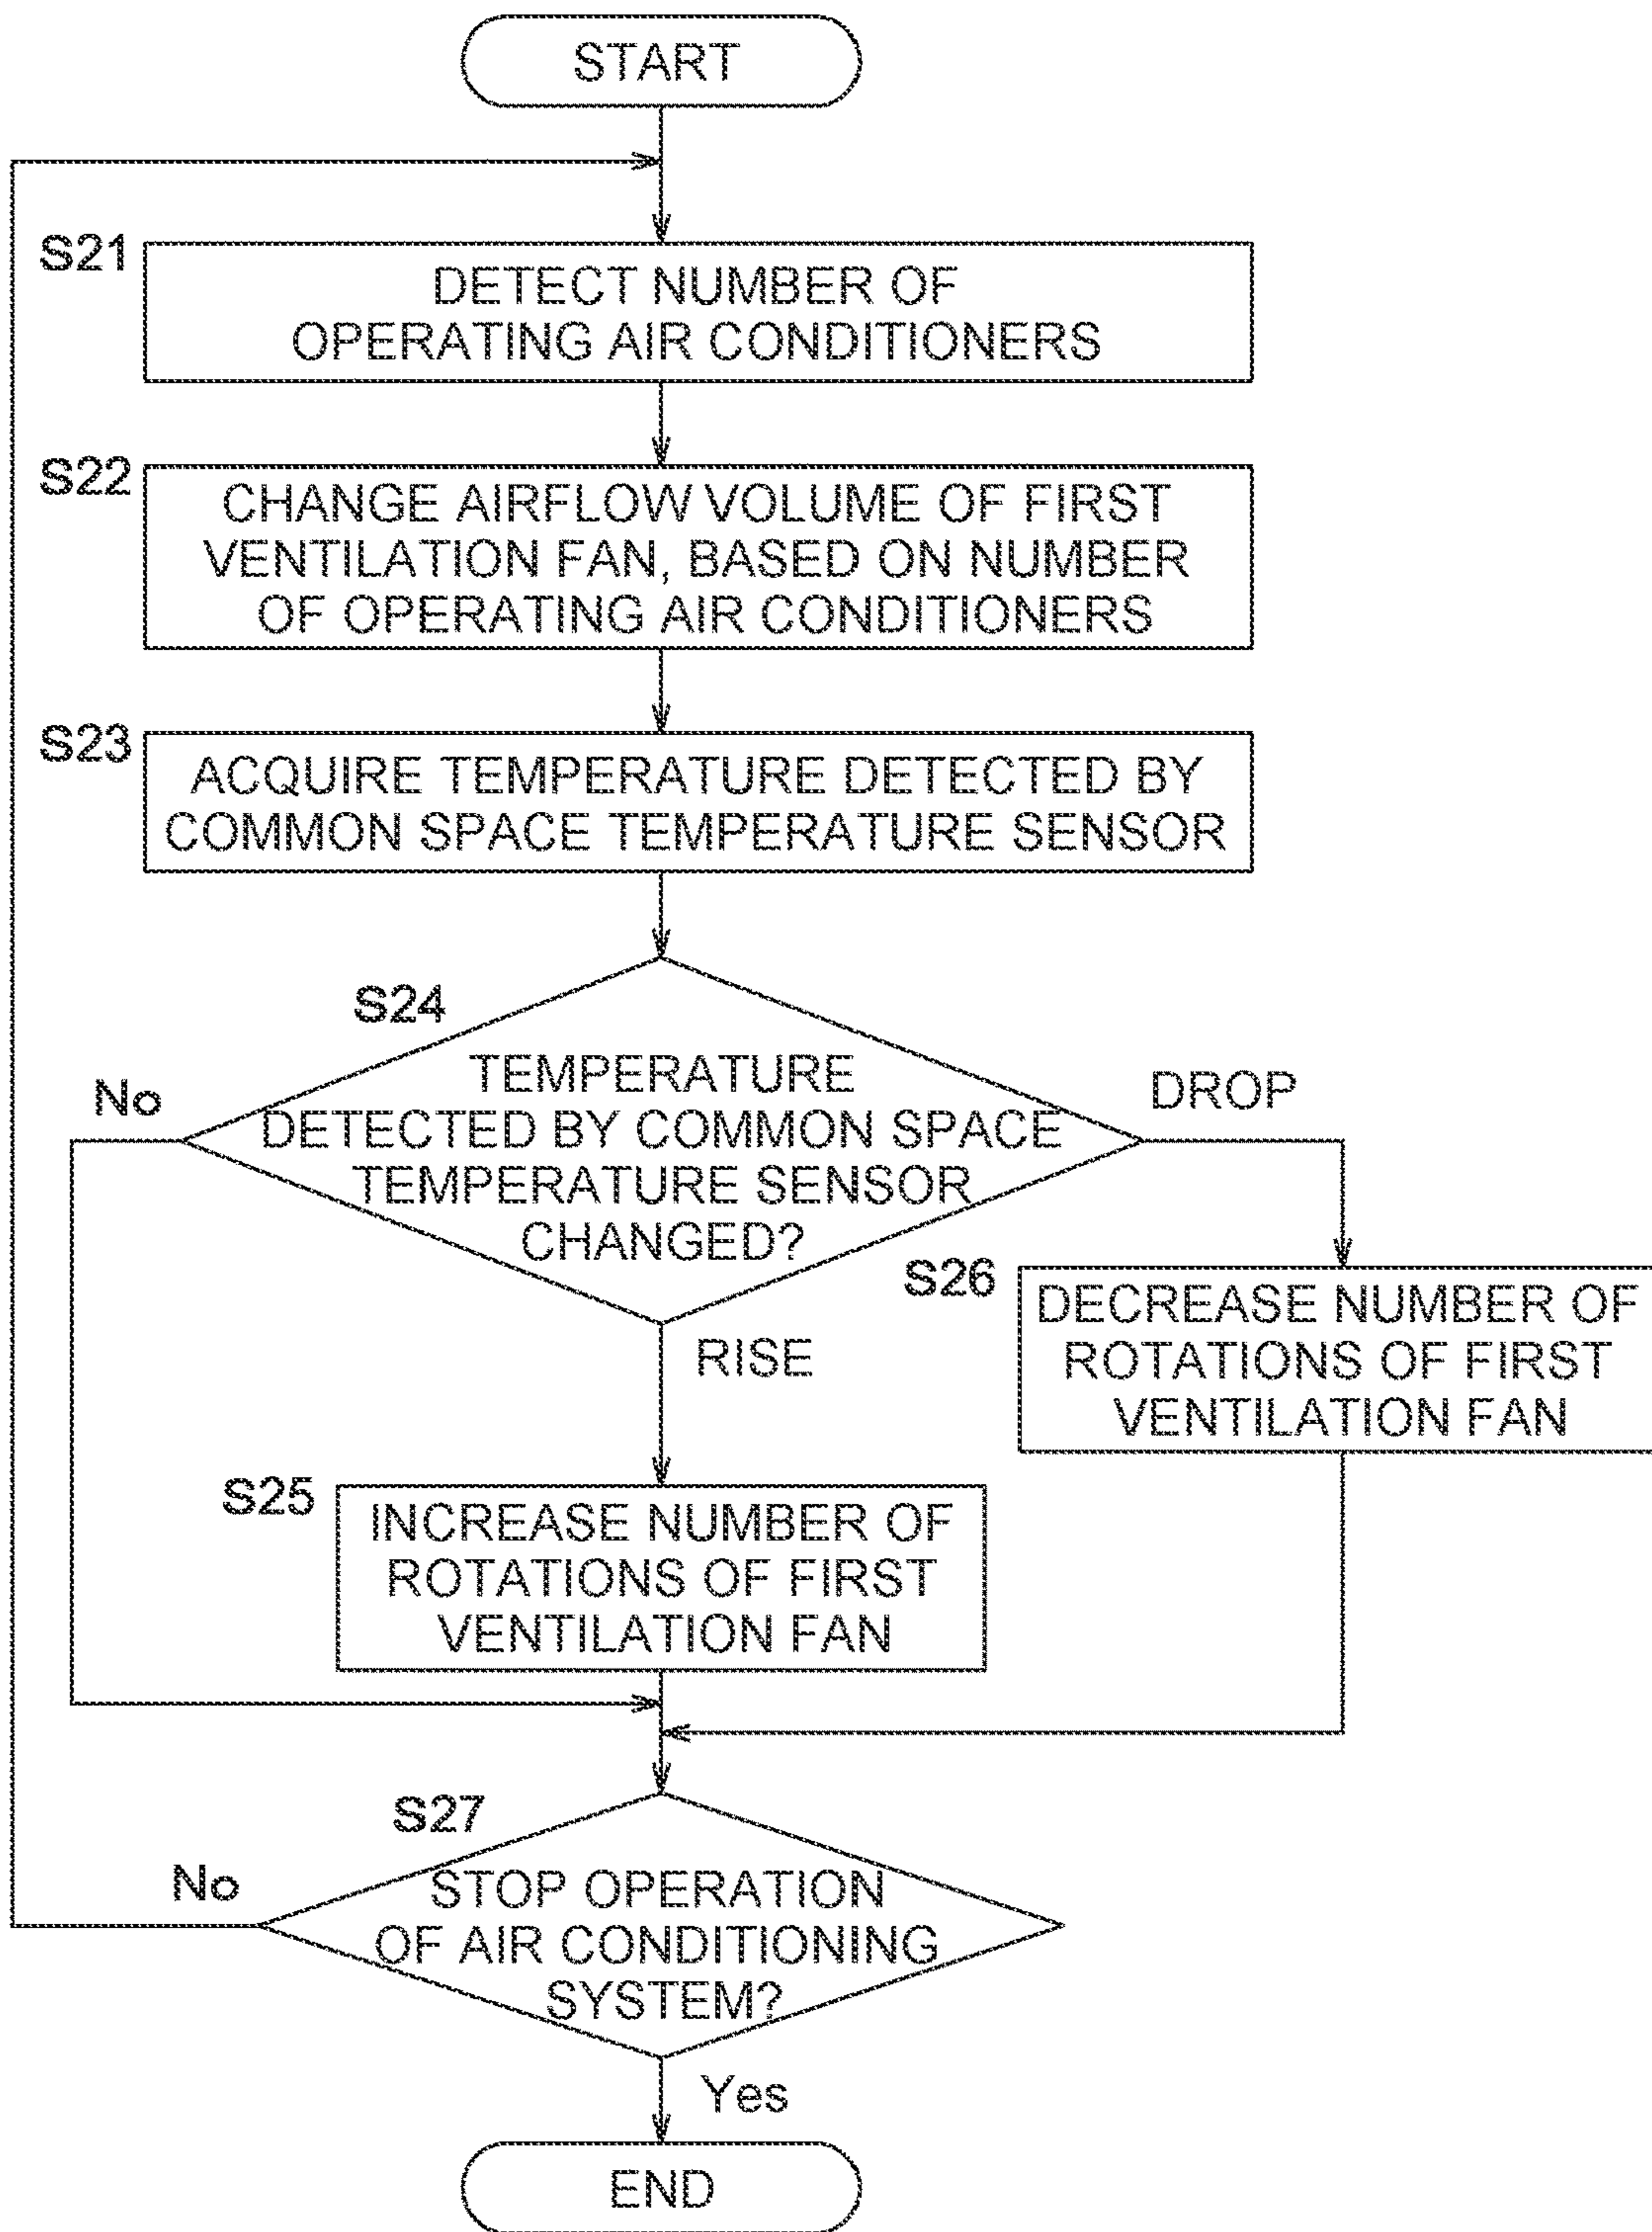 START
S21
DETECT NUMBER OF
OPERATING AIR CONDITIONERS
S22
CHANGE AIRFLOW VOLUME OF FIRST
VENTILATION FAN, BASED ON NUMBER
OF OPERATING AIR CONDITIONERS
S23
ACQUIRE TEMPERATURE DETECTED BY
COMMON SPACE TEMPERATURE SENSOR
S24
TEMPERATURE
DETECTED BY COMMON SPACE
TEMPERATURE SENSOR
CHANGED?
No
DROP
RISE
S26
DECREASE NUMBER OF
ROTATIONS OF FIRST
VENTILATION FAN
S25
INCREASE NUMBER OF
ROTATIONS OF FIRST
VENTILATION FAN
S27
STOP OPERATION
OF AIR CONDITIONING
SYSTEM?
No
Yes
END